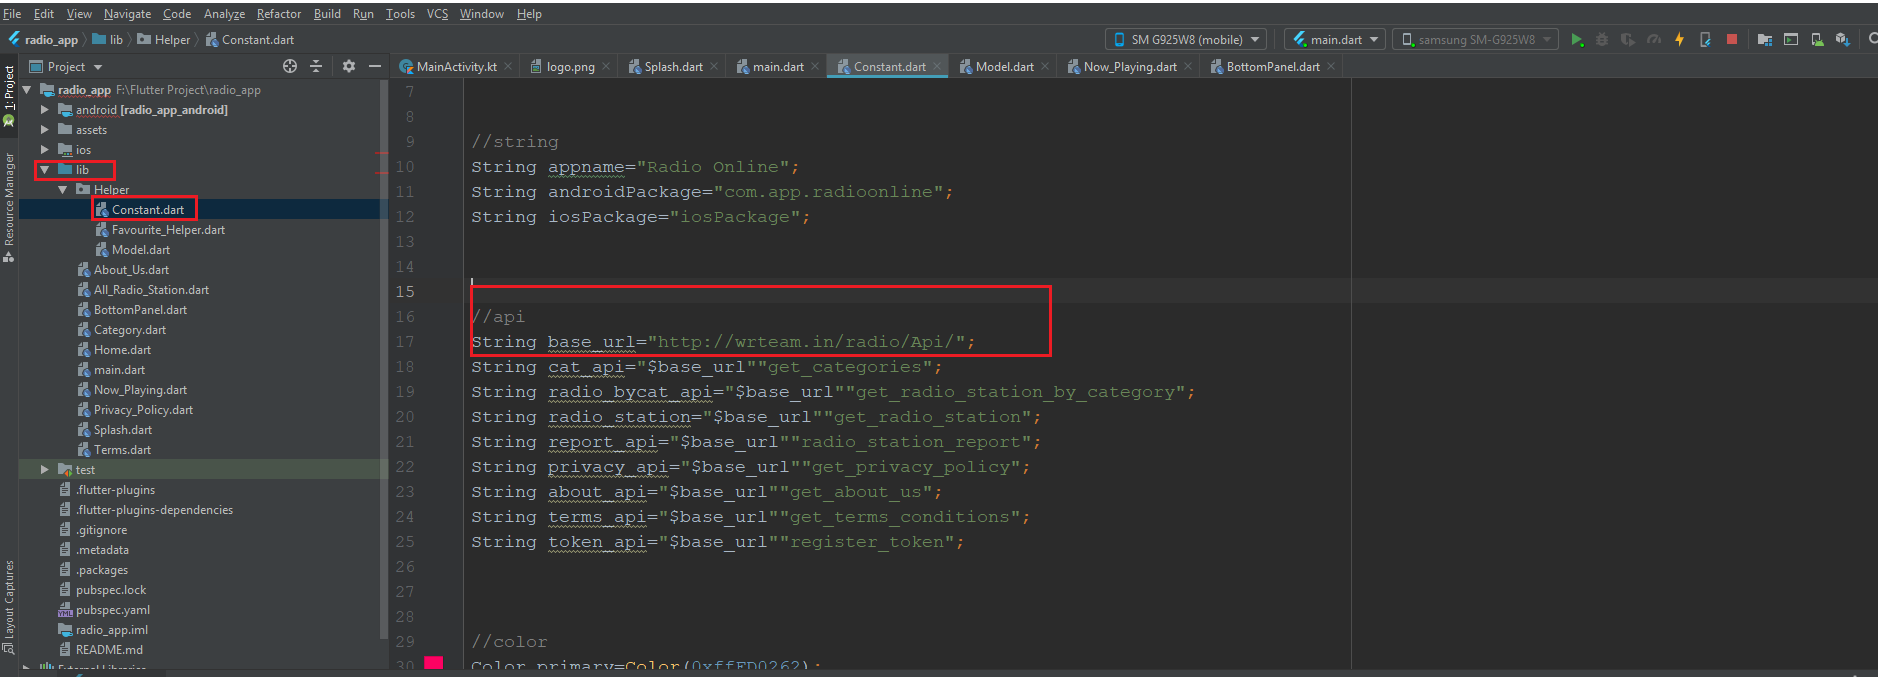 File Edit View Navigate Code Analyze Refactor Build Run Tools VCS Window Help
radio_app lib Helper Constant.dart SM G925W8 (mobile) main.dart samsung SM-G925W8
Project
MainActivity.kt logo.png Splash.dart main.dart Constant.dart Model.dart Now_Playing.dart BottomPanel.dart
1: Project
Resource Manager
Layout Captures
radio_app F:\Flutter Project\radio_app
android [radio_app_android]
assets
ios
lib
Helper
Constant.dart
Favourite_Helper.dart
Model.dart
About_Us.dart
All_Radio_Station.dart
BottomPanel.dart
Category.dart
Home.dart
main.dart
Now_Playing.dart
Privacy_Policy.dart
Splash.dart
Terms.dart
test
.flutter-plugins
.flutter-plugins-dependencies
.gitignore
.metadata
.packages
pubspec.lock
pubspec.yaml
radio_app.iml
README.md
External Libraries
7
8
9 //string
10 String appname="Radio Online";
11 String androidPackage="com.app.radioonline";
12 String iosPackage="iosPackage";
13
14
15
16 //api
17 String base_url="http://wrteam.in/radio/Api/";
18 String cat_api="$base_url""get_categories";
19 String radio_bycat_api="$base_url""get_radio_station_by_category";
20 String radio_station="$base_url""get_radio_station";
21 String report_api="$base_url""radio_station_report";
22 String privacy_api="$base_url""get_privacy_policy";
23 String about_api="$base_url""get_about_us";
24 String terms_api="$base_url""get_terms_conditions";
25 String token_api="$base_url""register_token";
26
27
28
29 //color
30 Color primary=Color(0xffFD0262);